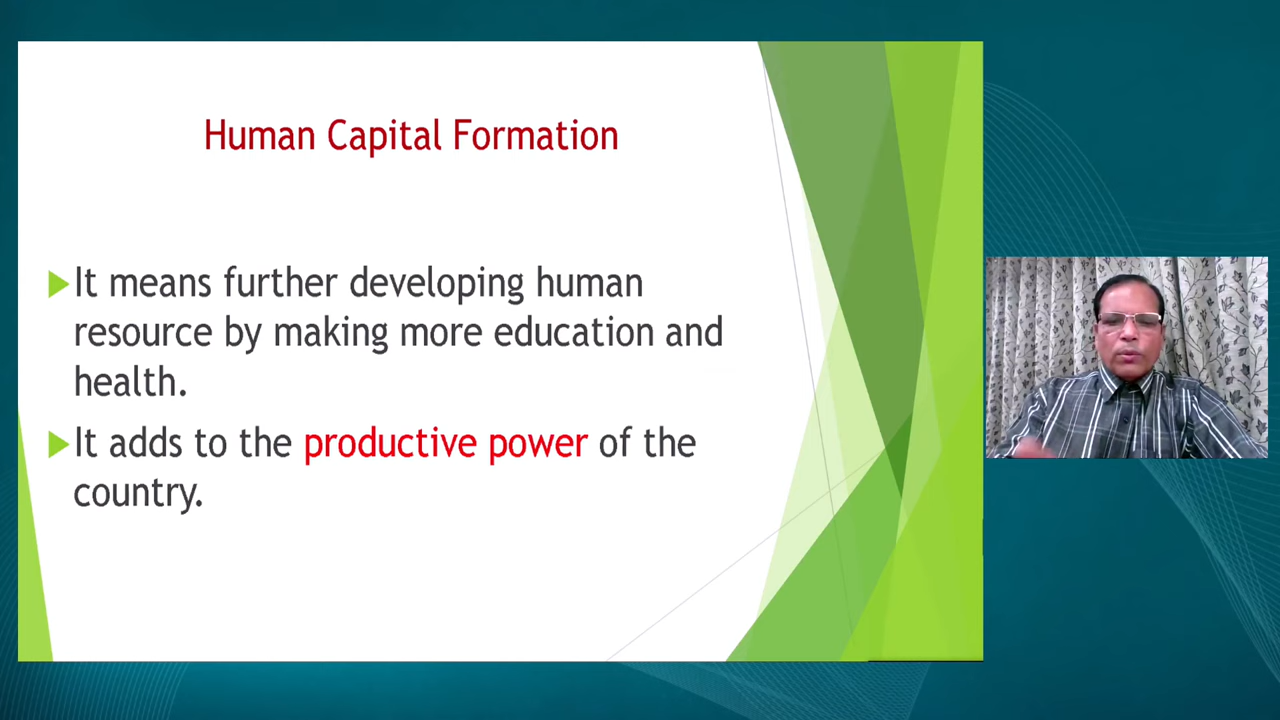 Human Capital Formation
It means further developing human
resource by making more education and
health.
It adds to the productive power of the
country.